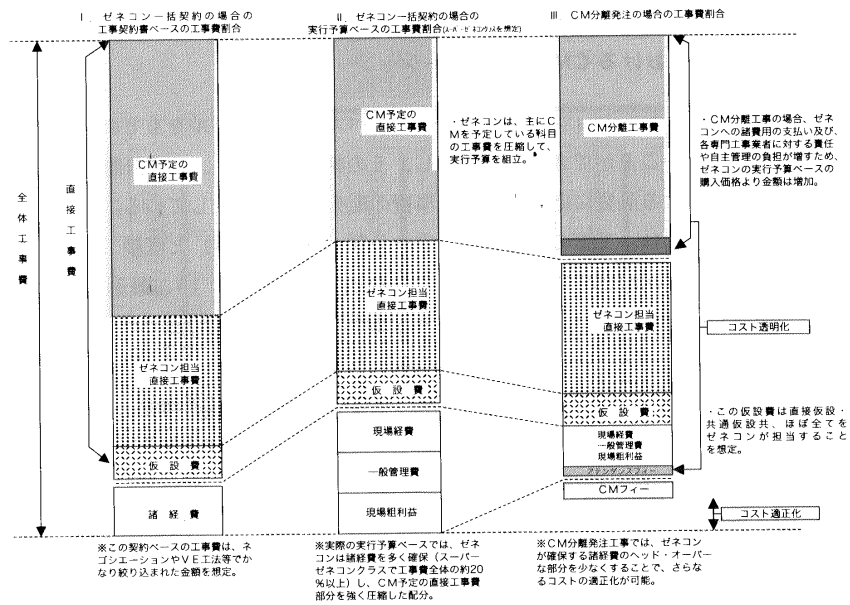 Ⅰ．ゼネコン一括契約の場合の
工事契約書ベースの工事費割合
Ⅱ．ゼネコン一括契約の場合の
実行予算ベースの工事費割合(スーパーゼネコンクラスを想定)
Ⅲ．CM分離発注の場合の工事費割合
全体工事費
直接工事費
CM予定の
直接工事費
ゼネコン担当
直接工事費
仮設費
諸経費
※この契約ベースの工事費は、ネ
ゴシエーションやVE工法等でか
なり絞り込まれた金額を想定。
CM予定の
直接工事費
・ゼネコンは、主にC
Mを予定している科目
の工事費を圧縮して、
実行予算を組立。
ゼネコン担当
直接工事費
仮設費
現場経費
一般管理費
現場粗利益
※実際の実行予算ベースでは、ゼネ
コンは諸経費を多く確保（スーパー
ゼネコンクラスで工事費全体の約20
％以上）し、CM予定の直接工事費
部分を強く圧縮した配分。
CM分離工事費
・CM分離工事の場合、ゼネ
コンへの諸費用の支払い及び、
各専門工事業者に対する責任
や自主管理の負担が増すため、
ゼネコンの実行予算ベースの
購入価格より金額は増加。
ゼネコン担当
直接工事費
コスト透明化
仮設費
・この仮設費は直接仮設・
共通仮設共、ほぼ全てを
ゼネコンが担当すること
を想定。
現場経費
一般管理費
現場粗利益
アテンダンスフィー
CMフィー
コスト適正化
※CM分離発注工事では、ゼネコン
が確保する諸経費のヘッド・オーバー
な部分を少なくすることで、さらな
るコストの適正化が可能。